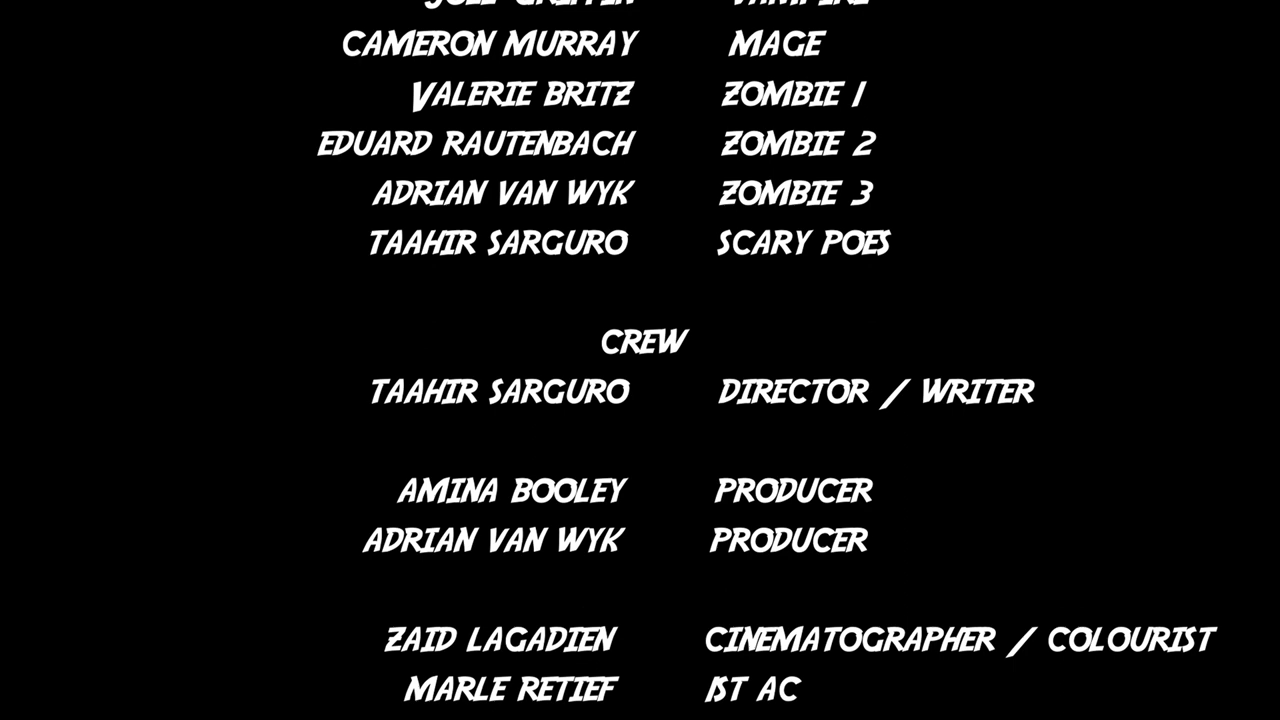 CAMERON MURRAY MAGE
VALERIE BRITZ ZOMBIE 1
EDUARD RAUTENBACH ZOMBIE 2
ADRIAN VAN WYK ZOMBIE 3
TAAHIR SARGURO SCARY POES
CREW
TAAHIR SARGURO DIRECTOR / WRITER
AMINA BOOLEY PRODUCER
ADRIAN VAN WYK PRODUCER
ZAID LAGADIEN CINEMATOGRAPHER / COLOURIST
MARLE RETIEF 1ST AC